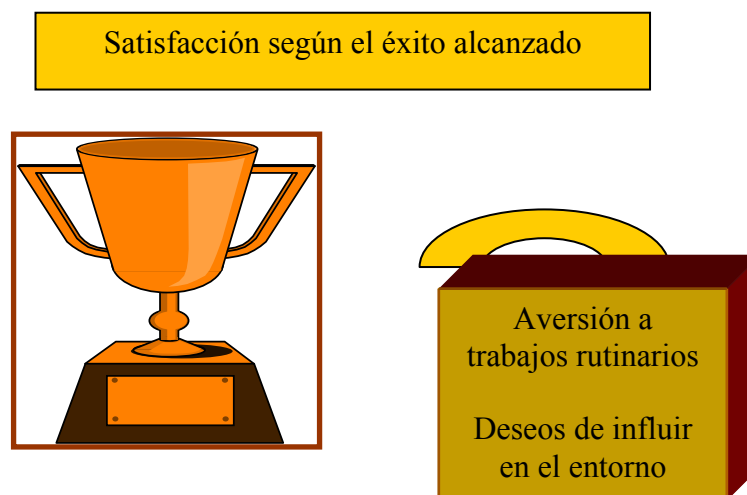 Satisfacción según el éxito alcanzado
Aversión a
trabajos rutinarios
Deseos de influir
en el entorno